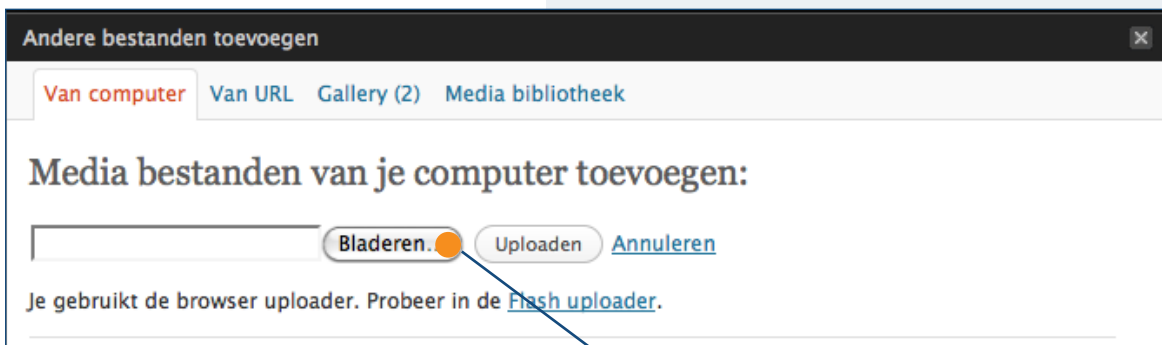 Andere bestanden toevoegen
Van computer Van URL Gallery (2) Media bibliotheek
Media bestanden van je computer toevoegen:
Bladeren... Uploaden Annuleren
Je gebruikt de browser uploader. Probeer in de Flash uploader.